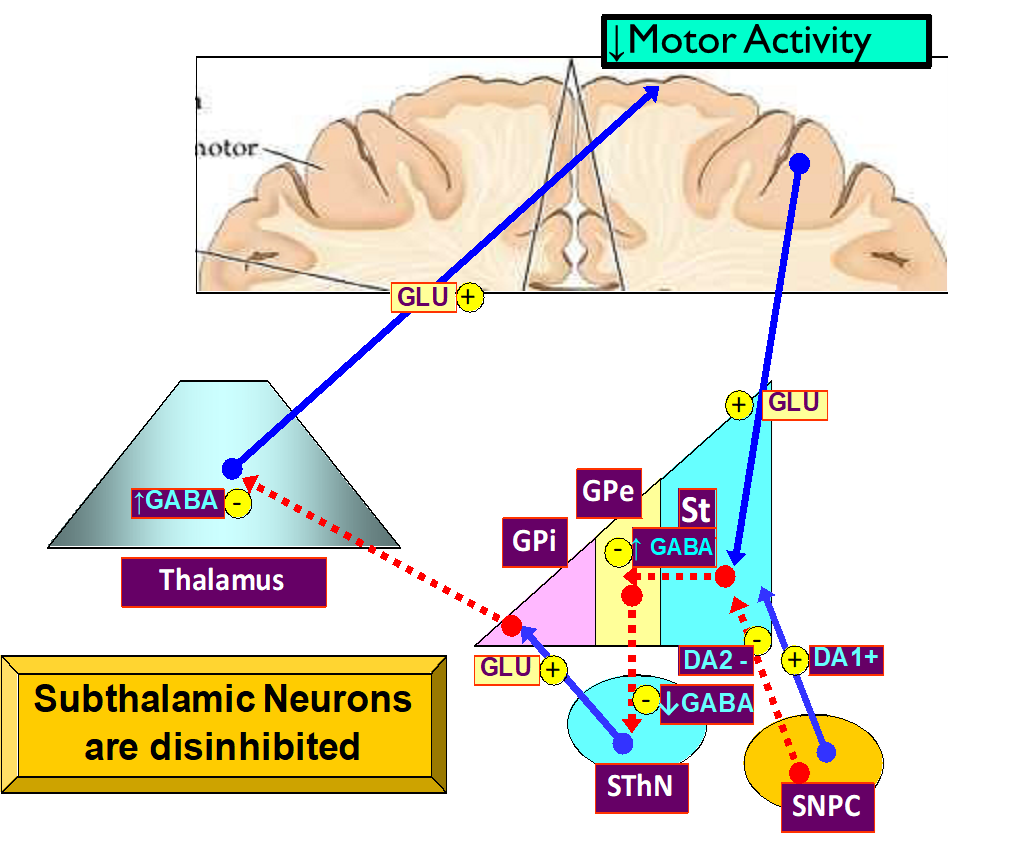 ↓Motor Activity
motor
GLU +
+ GLU
GPe
St
↑GABA -
GPi
- ↑ GABA
Thalamus
-
DA2 -
+ DA1+
GLU +
- ↓GABA
Subthalamic Neurons
are disinhibited
SThN
SNPC